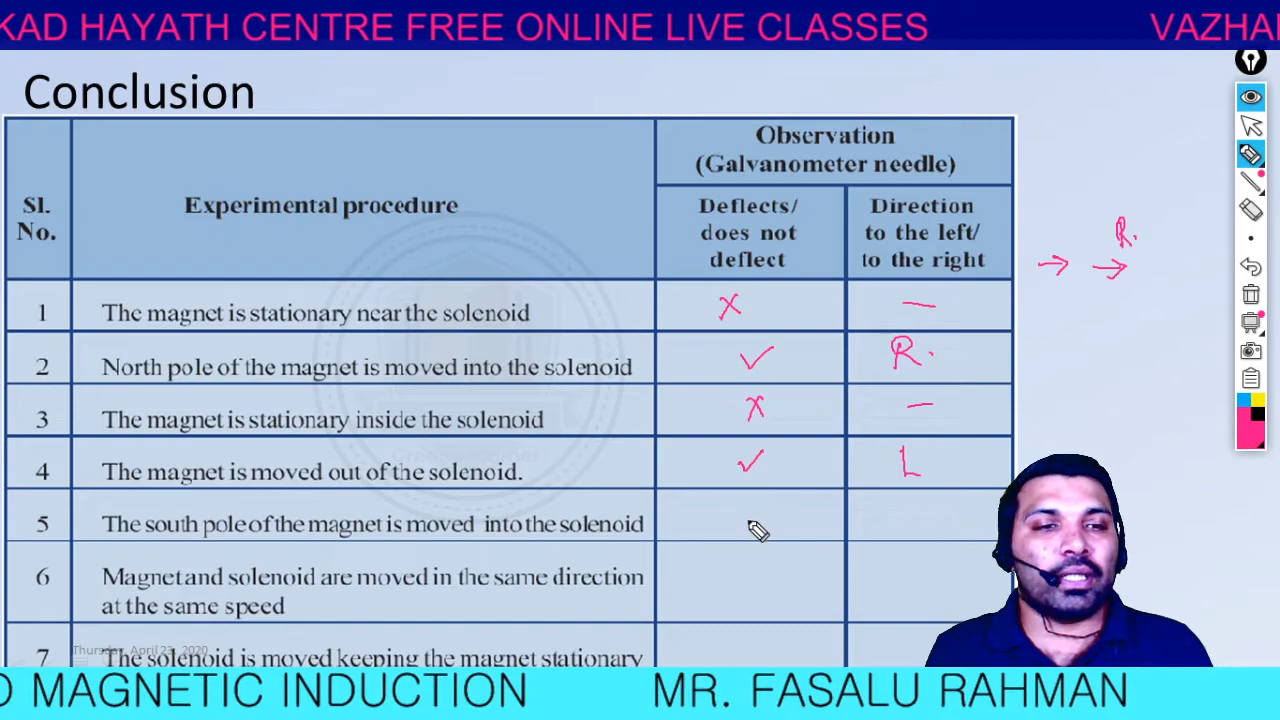 KAD HAYATH CENTRE FREE ONLINE LIVE CLASSES VAZHA
Conclusion
Sl. No.
Experimental procedure
Observation
(Galvanometer needle)
Deflects/
does not
deflect
Direction
to the left/
to the right
R.
→ →
1 The magnet is stationary near the solenoid x —
2 North pole of the magnet is moved into the solenoid ✓ R.
3 The magnet is stationary inside the solenoid x —
4 The magnet is moved out of the solenoid. ✓ L
5 The south pole of the magnet is moved into the solenoid
6 Magnet and solenoid are moved in the same direction
at the same speed
Thursday, April 23, 2020
7 The solenoid is moved keeping the magnet stationary
O MAGNETIC INDUCTION MR. FASALU RAHMAN